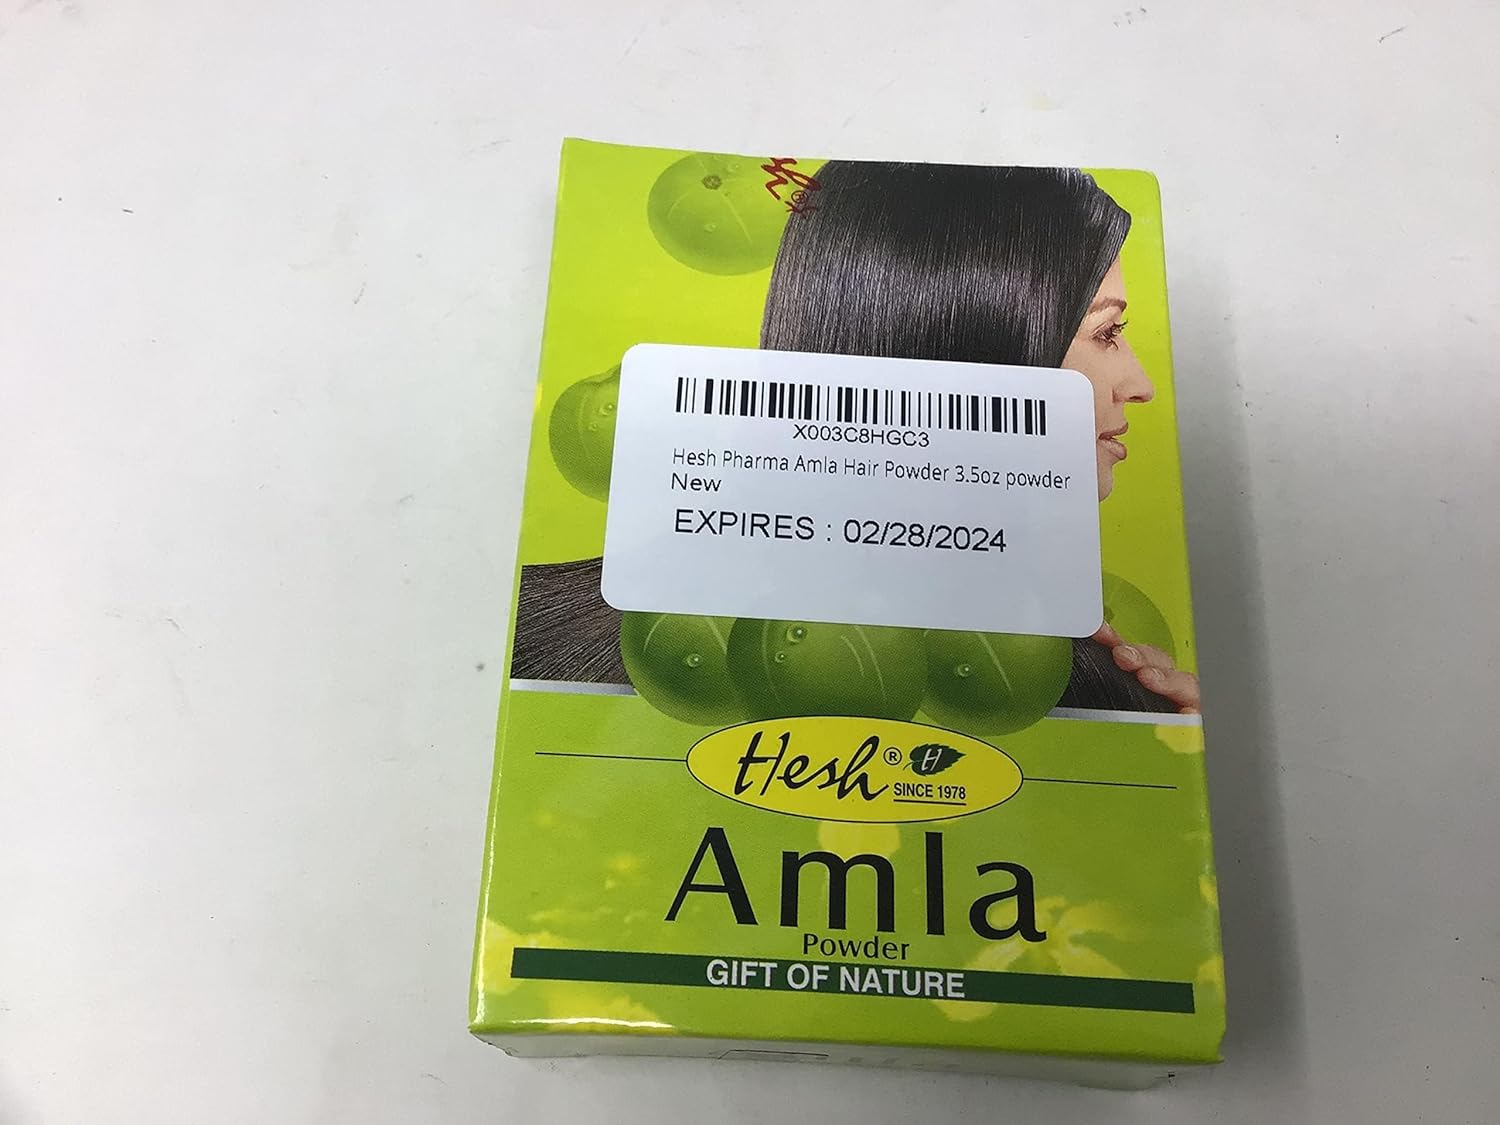 X003C8HGC3
Hesh Pharma Amla Hair Powder 3.5oz powder
New
EXPIRES : 02/28/2024
Hesh® H
SINCE 1978
Amla
Powder
GIFT OF NATURE